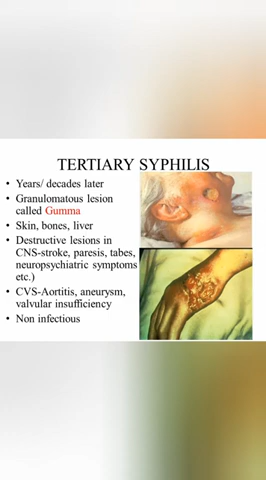 TERTIARY SYPHILIS
• Years/ decades later
• Granulomatous lesion
called Gumma
• Skin, bones, liver
• Destructive lesions in
CNS-stroke, paresis, tabes,
neuropsychiatric symptoms
etc.)
• CVS-Aortitis, aneurysm,
valvular insufficiency
• Non infectious